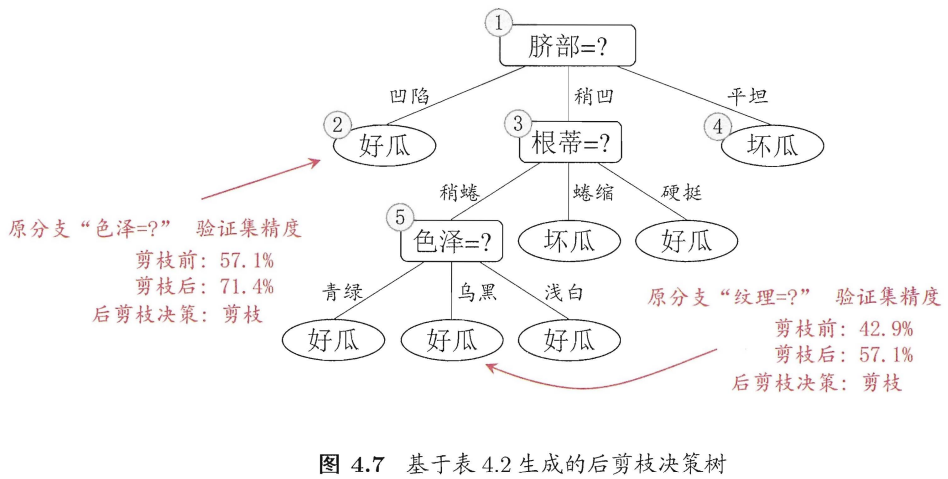 ①
脐部=?
凹陷 稍凹 平坦
② ③ ④
好瓜 根蒂=? 坏瓜
稍蜷 蜷缩 硬挺
⑤
色泽=? 坏瓜 好瓜
原分支“色泽=?” 验证集精度
剪枝前: 57.1%
剪枝后: 71.4%
后剪枝决策: 剪枝
青绿 乌黑 浅白
好瓜 好瓜 好瓜
原分支“纹理=?” 验证集精度
剪枝前: 42.9%
剪枝后: 57.1%
后剪枝决策: 剪枝
图 4.7 基于表 4.2 生成的后剪枝决策树